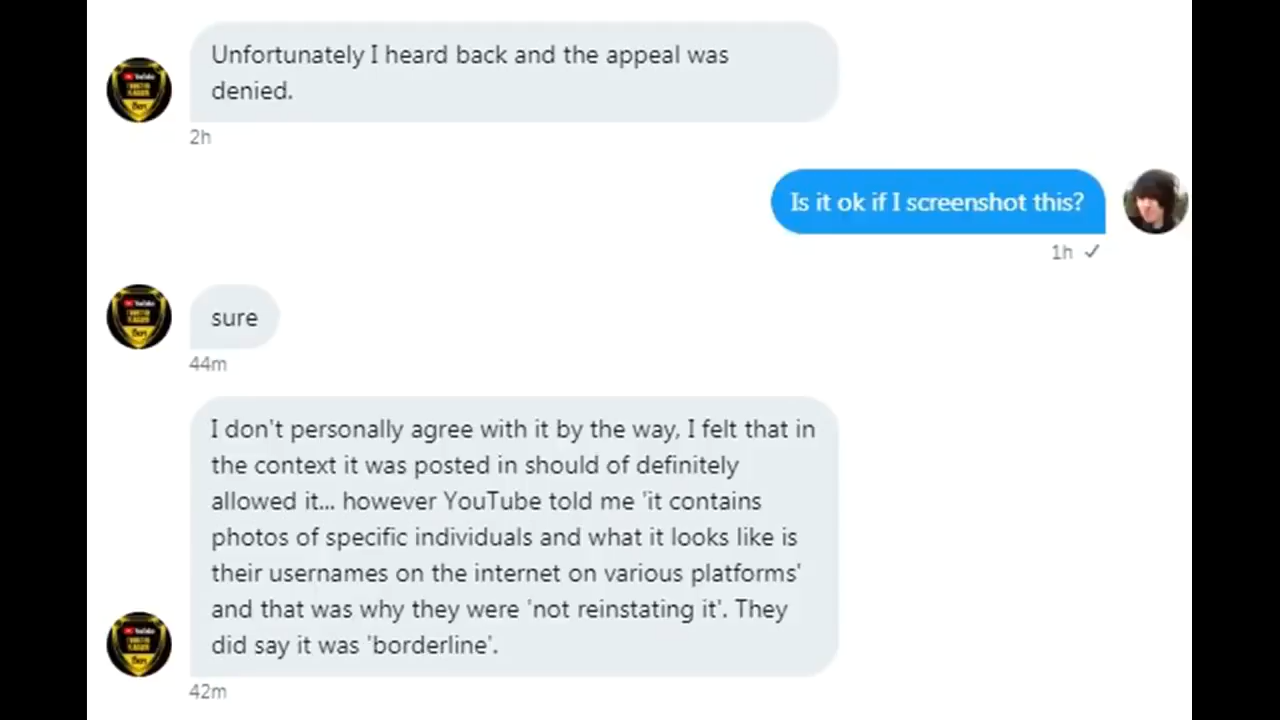 Unfortunately I heard back and the appeal was
denied.
2h
Is it ok if I screenshot this?
1h ✓
sure
44m
I don't personally agree with it by the way, I felt that in
the context it was posted in should of definitely
allowed it... however YouTube told me 'it contains
photos of specific individuals and what it looks like is
their usernames on the internet on various platforms'
and that was why they were 'not reinstating it'. They
did say it was 'borderline'.
42m